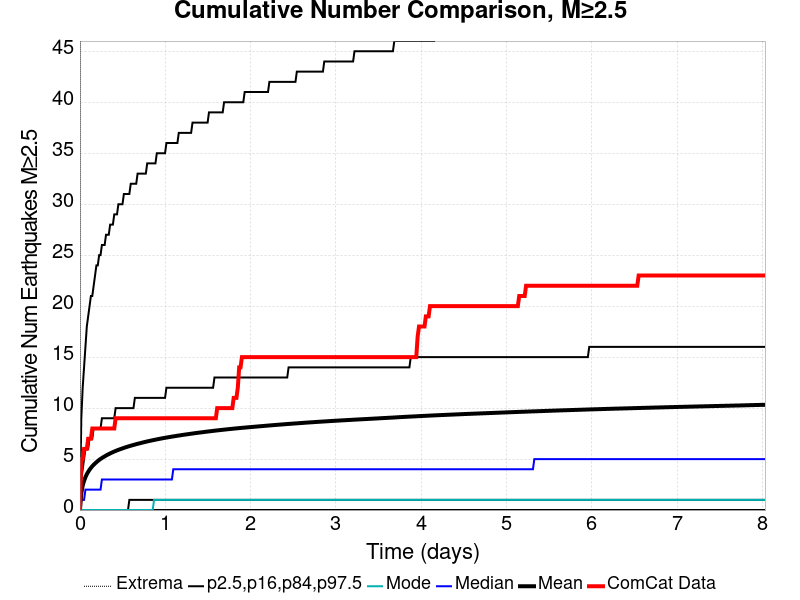 Cumulative Number Comparison, M≥2.5
Cumulative Num Earthquakes M≥2.5
45
40
35
30
25
20
15
10
5
0
0 1 2 3 4 5 6 7 8
Time (days)
Extrema p2.5,p16,p84,p97.5 Mode Median Mean ComCat Data